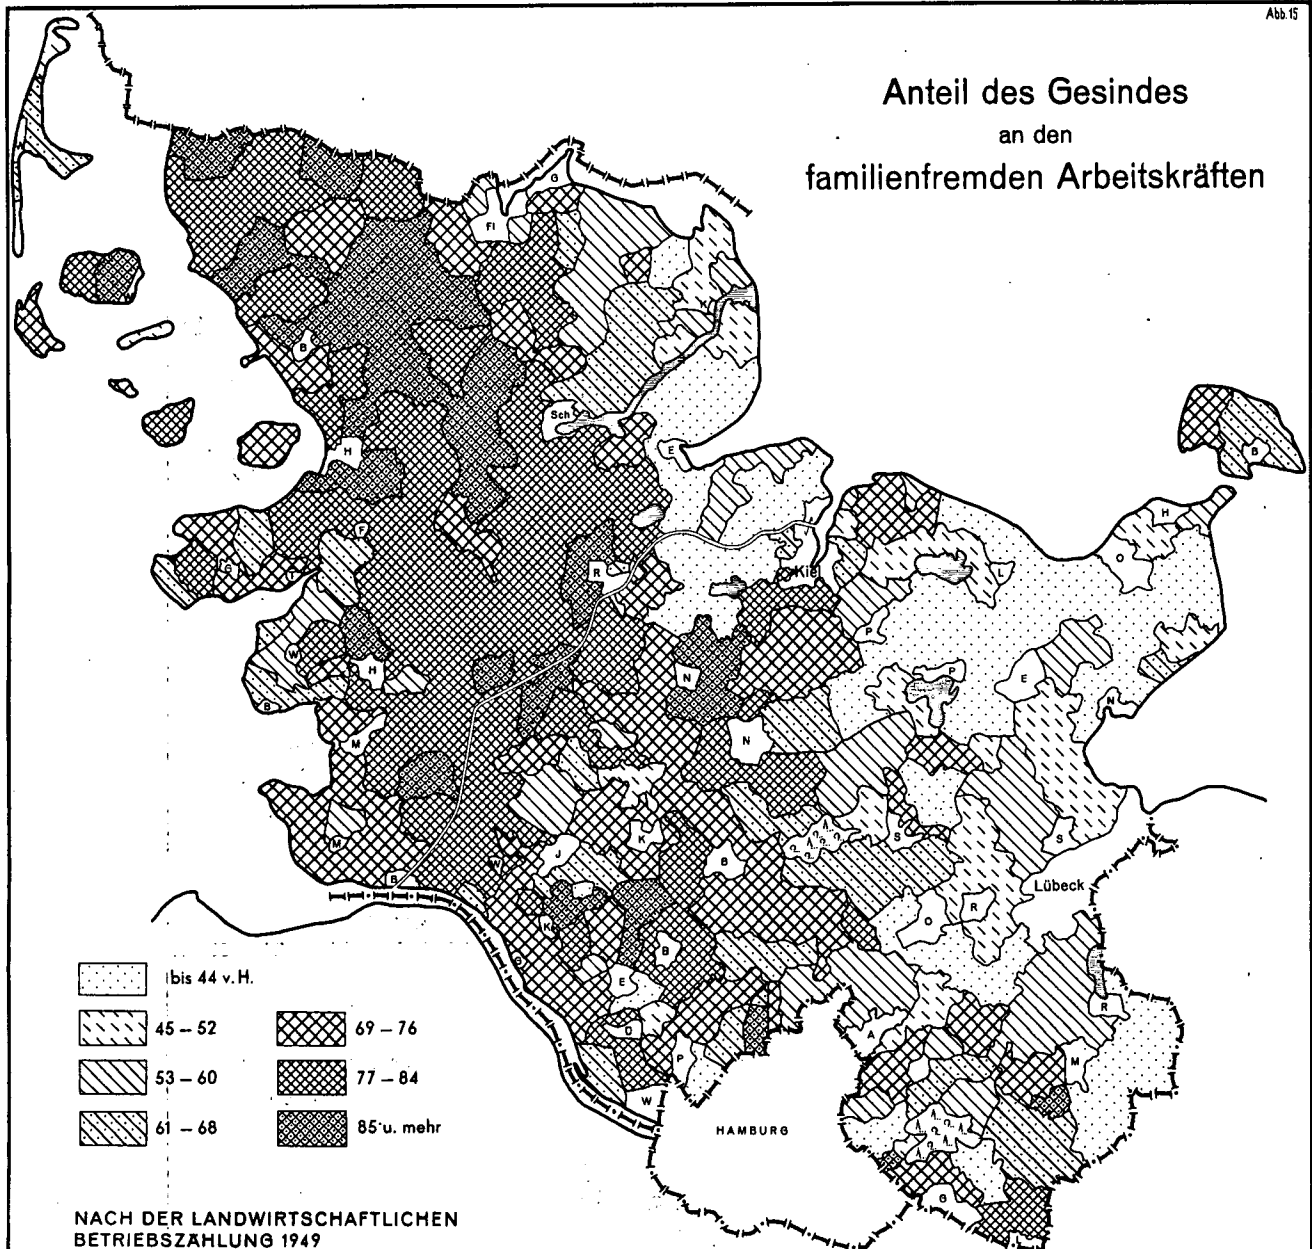 Abb. 15
Anteil des Gesindes
an den
familienfremden Arbeitskräften
G
Fl
K
B
Sch
H
E
B
F
H
G
T
R
Kiel
L
O
P
W
H
N
P
E
B
N
M
N
M
W
J
K
B
S
S
Lübeck
B
K
O
R
G
B
E
R
U
A
P
M
W
HAMBURG
G
L
bis 44 v.H.
45 – 52
69 – 76
53 – 60
77 – 84
61 – 68
85 u. mehr
NACH DER LANDWIRTSCHAFTLICHEN
BETRIEBSZÄHLUNG 1949